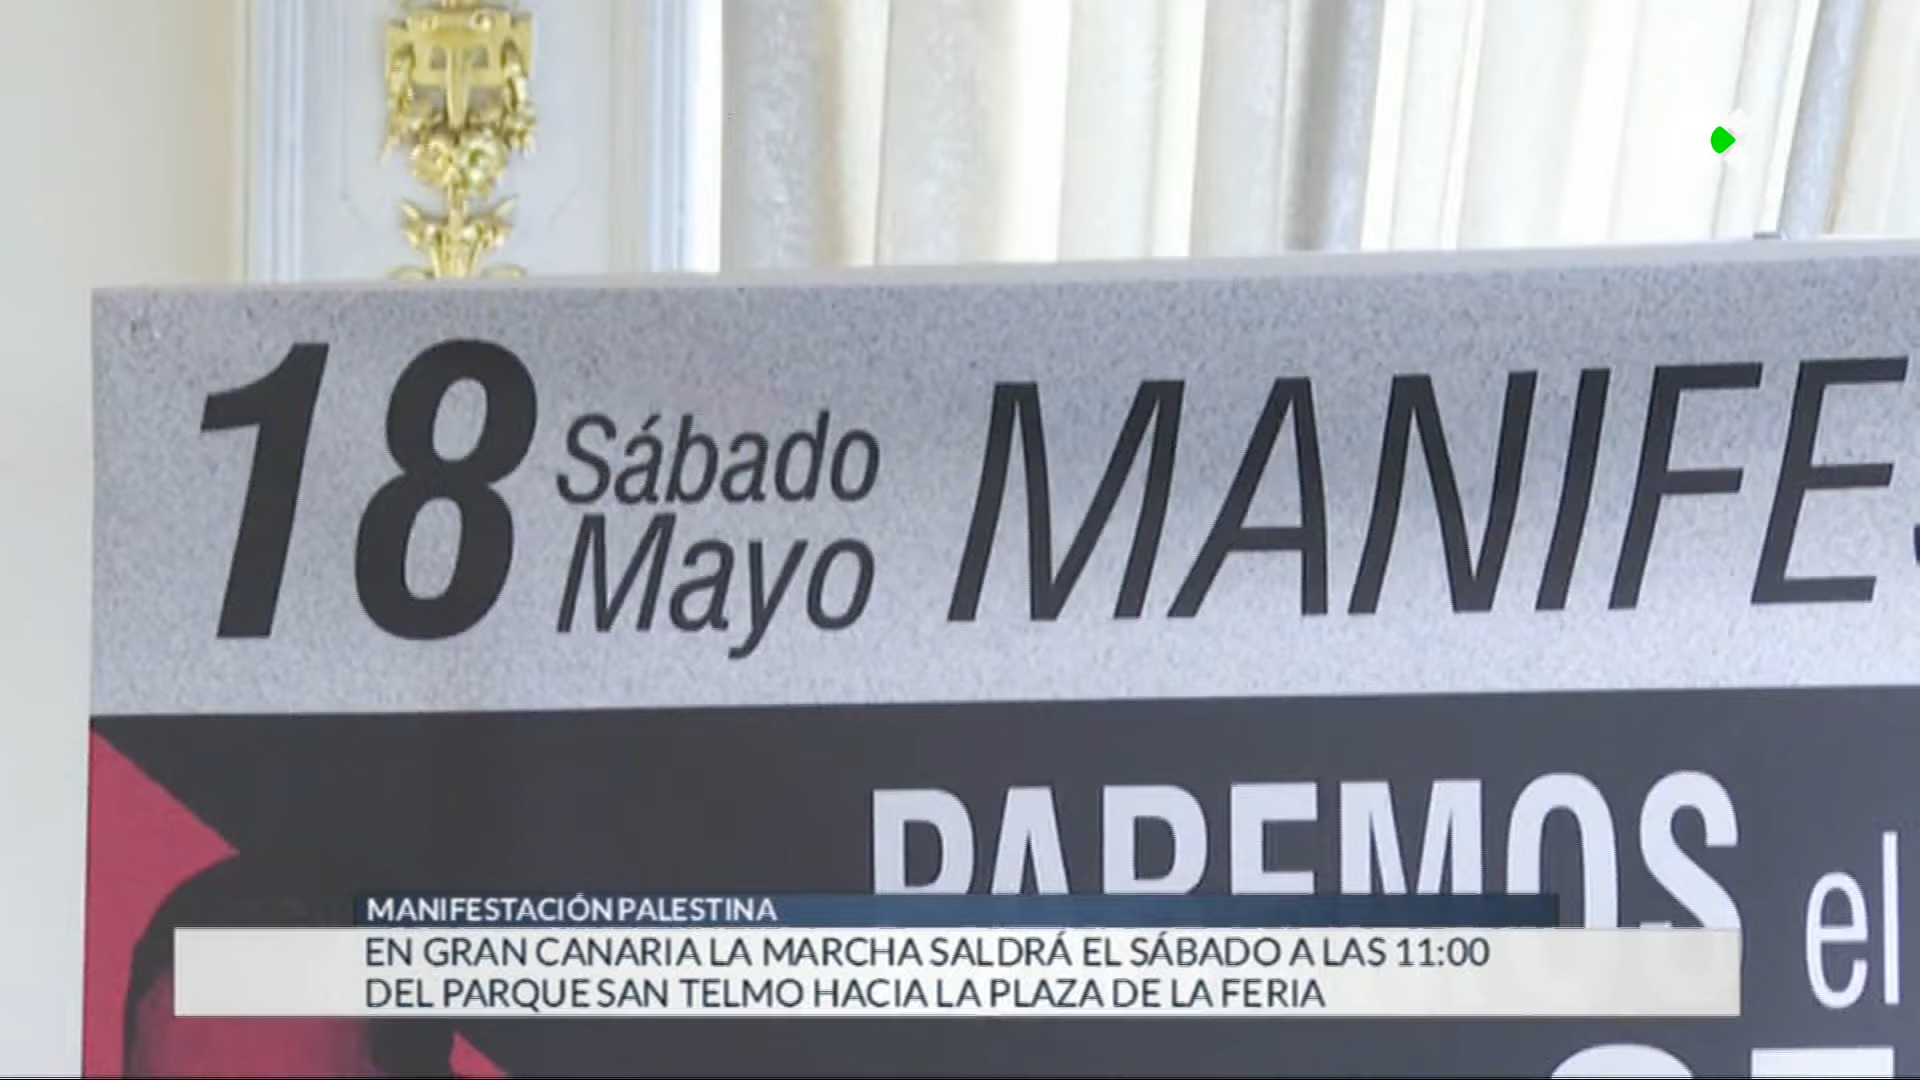 18 Sábado Mayo MANIFES
PAREMOS el
MANIFESTACIÓN PALESTINA
EN GRAN CANARIA LA MARCHA SALDRÁ EL SÁBADO A LAS 11:00
DEL PARQUE SAN TELMO HACIA LA PLAZA DE LA FERIA